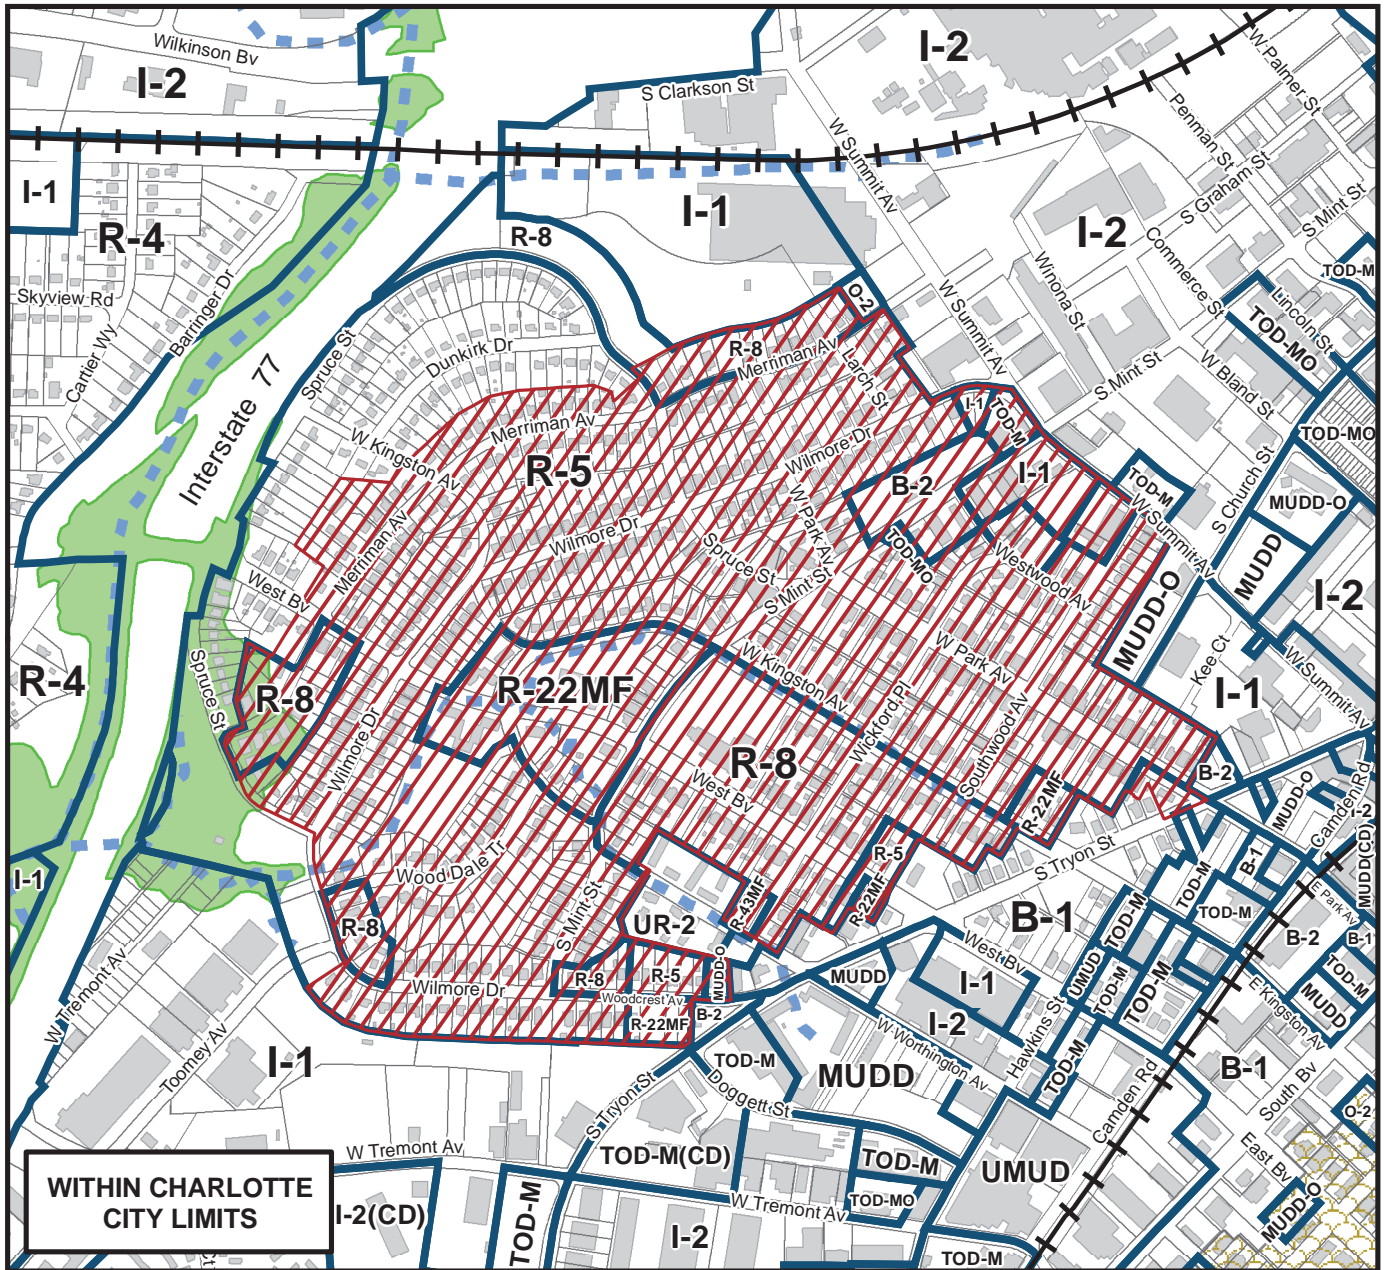 Wilkinson Bv
I-2
I-2
W Palmer St
S Clarkson St
Penman St
W Summit Av
S Graham St
I-1
R-4
R-8
I-1
I-2
S Mint St
Commerce St
TOD-M
Skyview Rd
Barringer Dr
Winona St
Lincoln St
Cartier Wy
Spruce St
Dunkirk Dr
O-2
W Summit Av
TOD-MO
R-8
Merriman Av
Larch St
S Mint St
W Bland St
Interstate 77
Merriman Av
W Kingston Av
R-5
Wilmore Dr
I-1
TOD-M
TOD-MO
I-1
B-2
TOD-M
S Church St
MUDD-O
W Park Av
W Summit Av
Merriman Av
Wilmore Dr
Spruce St
S Mint St
TOD-MO
Westwood Av
MUDD
I-2
West Bv
MUDD-O
R-4
Spruce St
R-8
R-22MF
W Kingston Av
W Park Av
Kee Ct
I-1
W Summit Av
Wilmore Dr
R-8
Wickford Pl
Southwood Av
West Bv
B-2
R-22MF
MUDD-O
Camden Rd
I-2
MUDD(CD)
I-1
Wood Dale Tr
R-5
S Tryon St
TOD-M
B-1
E Park Av
R-43MF
R-22MF
B-1
TOD-M
TOD-M
R-8
S Mint St
UR-2
B-2
B-1
W Tremont Av
Wilmore Dr
R-8
R-5
MUDD-O
MUDD
West Bv
I-1
UMUD
TOD-M
TOD-M
TOD-M
MUDD
Woodcrest Av
R-22MF
B-2
I-2
E Kingston Av
Toomey Av
I-1
W Worthington Av
Hawkins St
TOD-M
MUDD
TOD-M
Camden Rd
B-1
South Bv
Doggett St
S Tryon St
O-2
East Bv
W Tremont Av
TOD-M(CD)
TOD-M
UMUD
WITHIN CHARLOTTE
CITY LIMITS
I-2(CD)
TOD-M
W Tremont Av
TOD-MO
MUDD-O
I-2
TOD-M